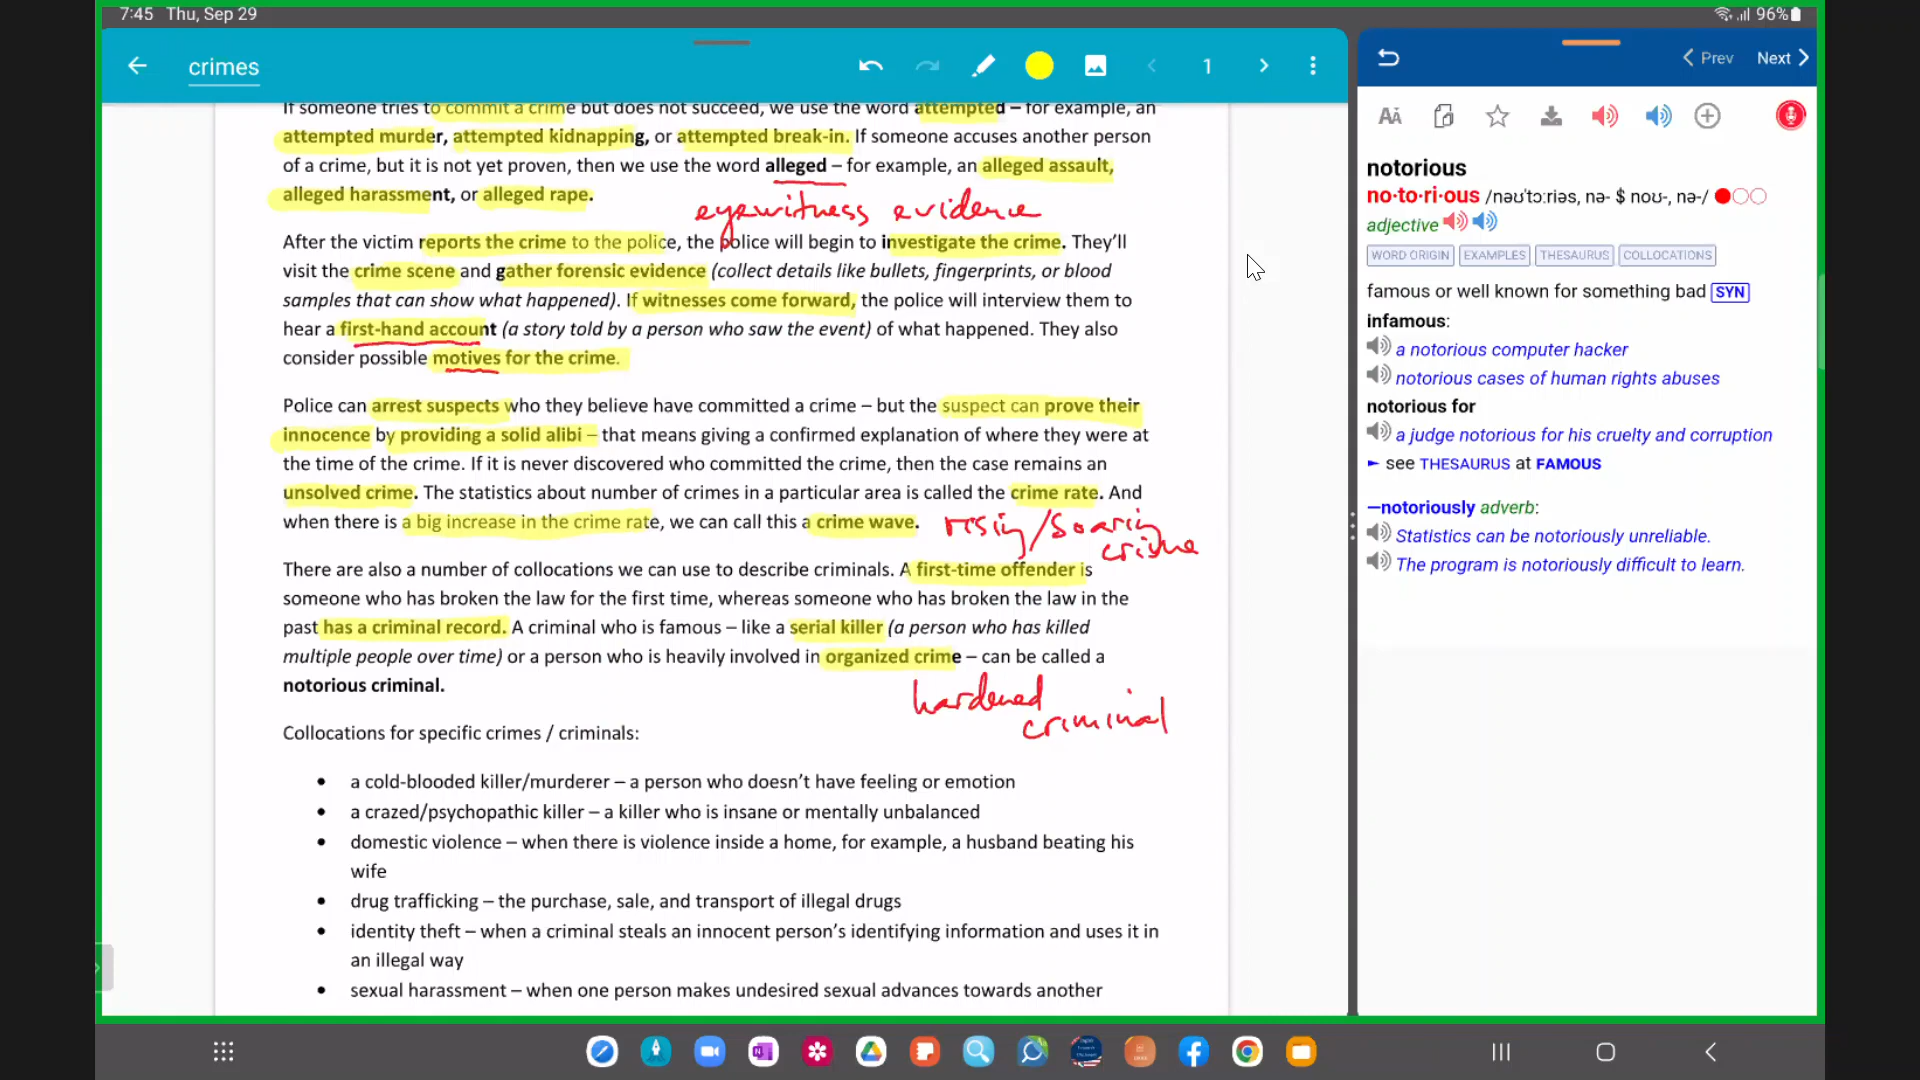 7:45 Thu, Sep 29
96%
crimes
1
If someone tries to commit a crime but does not succeed, we use the word attempted – for example, an
attempted murder, attempted kidnapping, or attempted break-in. If someone accuses another person
of a crime, but it is not yet proven, then we use the word alleged – for example, an alleged assault,
alleged harassment, or alleged rape.
eyewitness evidence
After the victim reports the crime to the police, the police will begin to investigate the crime. They’ll
visit the crime scene and gather forensic evidence (collect details like bullets, fingerprints, or blood
samples that can show what happened). If witnesses come forward, the police will interview them to
hear a first-hand account (a story told by a person who saw the event) of what happened. They also
consider possible motives for the crime.
Police can arrest suspects who they believe have committed a crime – but the suspect can prove their
innocence by providing a solid alibi – that means giving a confirmed explanation of where they were at
the time of the crime. If it is never discovered who committed the crime, then the case remains an
unsolved crime. The statistics about number of crimes in a particular area is called the crime rate. And
when there is a big increase in the crime rate, we can call this a crime wave.
rising/soaring
crime
There are also a number of collocations we can use to describe criminals. A first-time offender is
someone who has broken the law for the first time, whereas someone who has broken the law in the
past has a criminal record. A criminal who is famous – like a serial killer (a person who has killed
multiple people over time) or a person who is heavily involved in organized crime – can be called a
notorious criminal.
hardened
criminal
Collocations for specific crimes / criminals:
• a cold-blooded killer/murderer – a person who doesn’t have feeling or emotion
• a crazed/psychopathic killer – a killer who is insane or mentally unbalanced
• domestic violence – when there is violence inside a home, for example, a husband beating his
wife
• drug trafficking – the purchase, sale, and transport of illegal drugs
• identity theft – when a criminal steals an innocent person’s identifying information and uses it in
an illegal way
• sexual harassment – when one person makes undesired sexual advances towards another
Prev Next
notorious
no·to·ri·ous /nəʊˈtɔːriəs, nə- $ noʊ-, nə-/
adjective
WORD ORIGIN EXAMPLES THESAURUS COLLOCATIONS
famous or well known for something bad SYN
infamous:
a notorious computer hacker
notorious cases of human rights abuses
notorious for
a judge notorious for his cruelty and corruption
► see THESAURUS at FAMOUS
—notoriously adverb:
Statistics can be notoriously unreliable.
The program is notoriously difficult to learn.